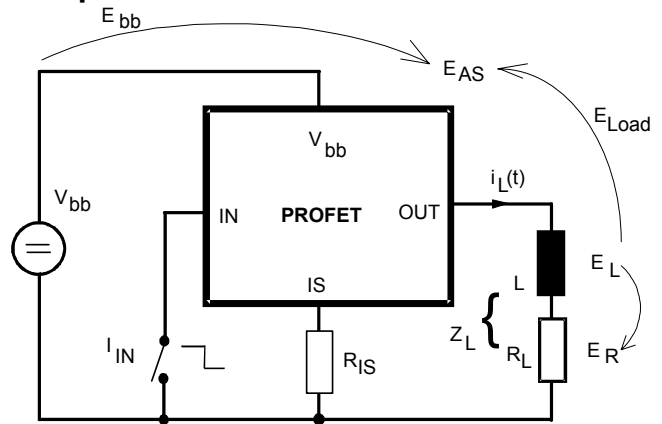 E bb
E AS
E Load
V bb
V bb
i L (t)
IN
PROFET
OUT
IS
L
E L
Z L {
I IN
R IS
R L
E R